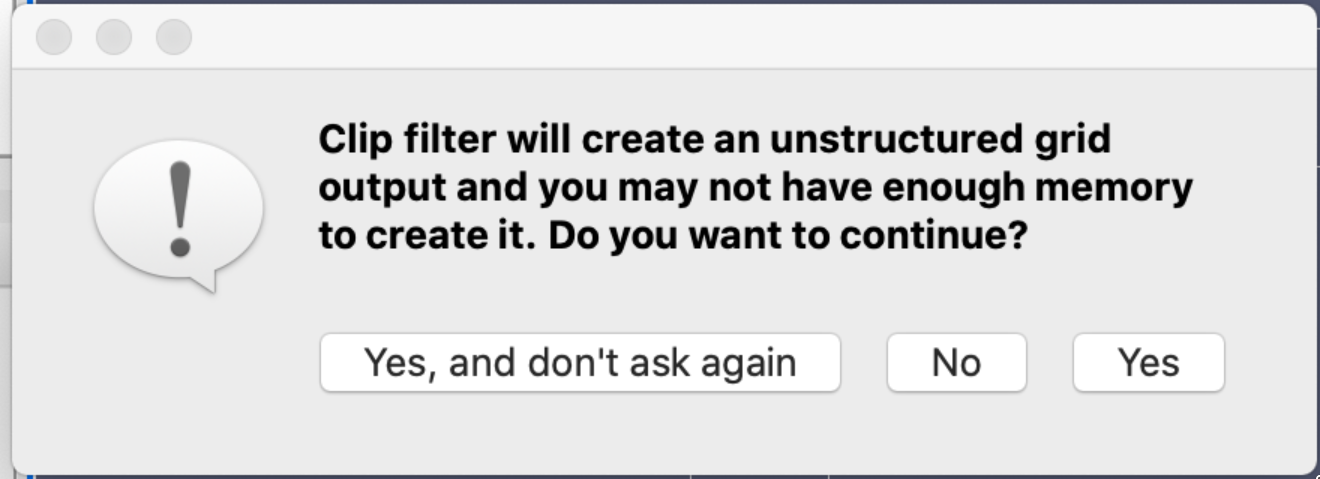 Clip filter will create an unstructured grid
output and you may not have enough memory
to create it. Do you want to continue?
Yes, and don't ask again
No
Yes